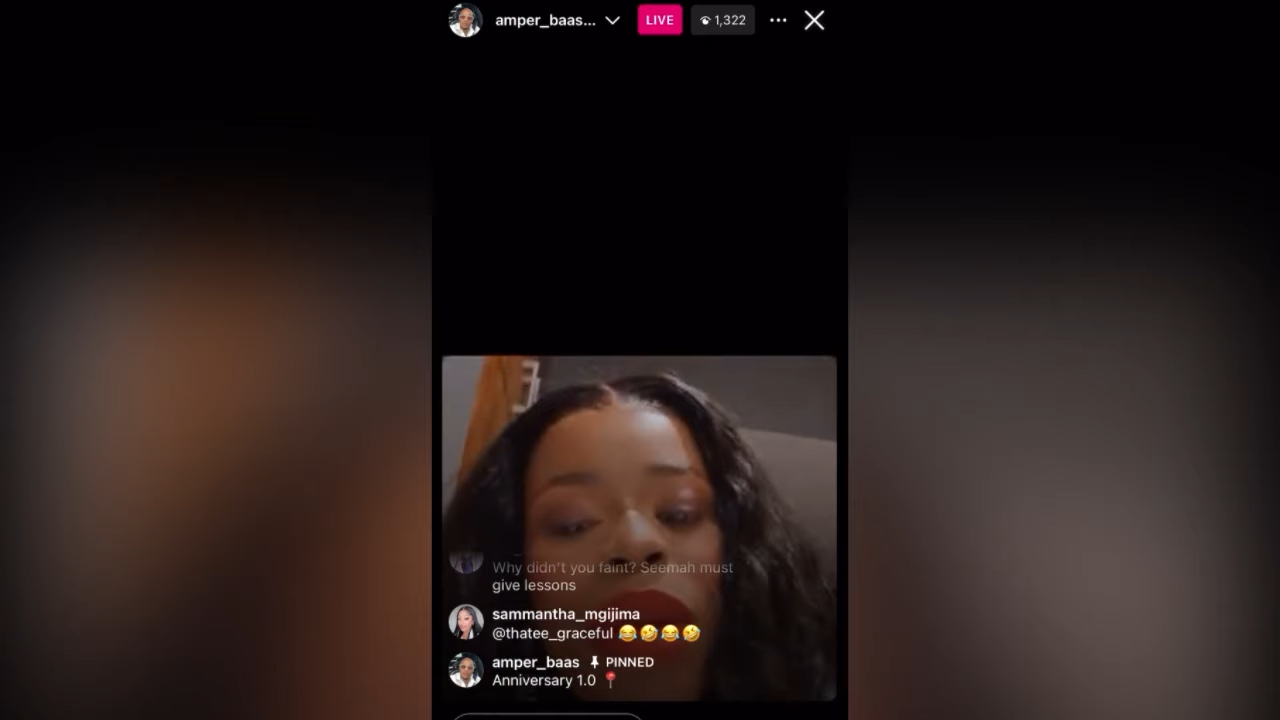 amper_baas...
LIVE
1,322
Why didn't you faint? Seemah must
give lessons
sammantha_mgijima
@thatee_graceful 😂🤣😂🤣
amper_baas PINNED
Anniversary 1.0 📍